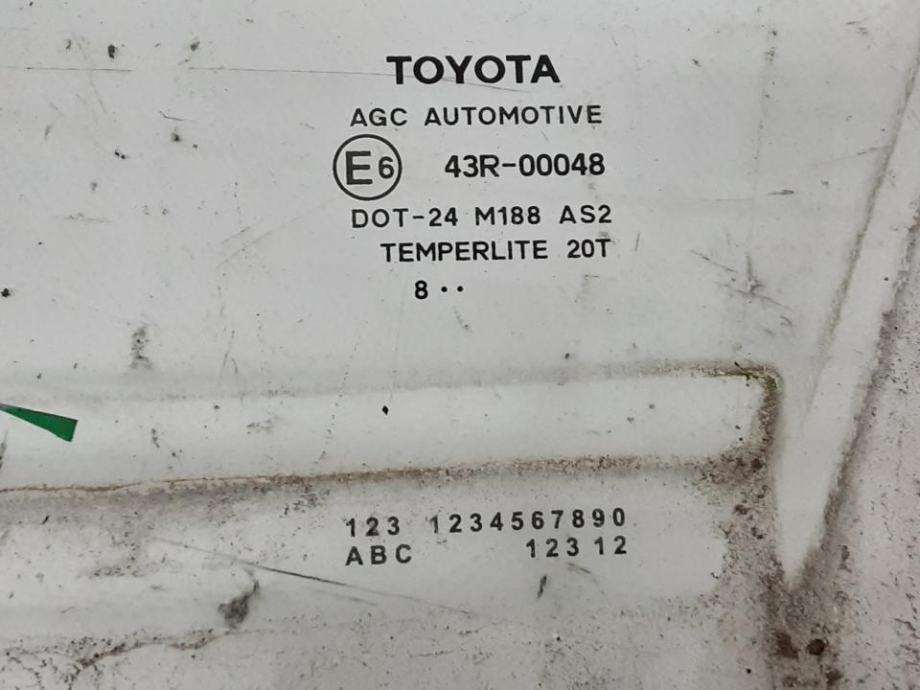 TOYOTA
AGC AUTOMOTIVE
E6 43R-00048
DOT-24 M188 AS2
TEMPERLITE 20T
8 ··
123 1234567890
ABC 123 12